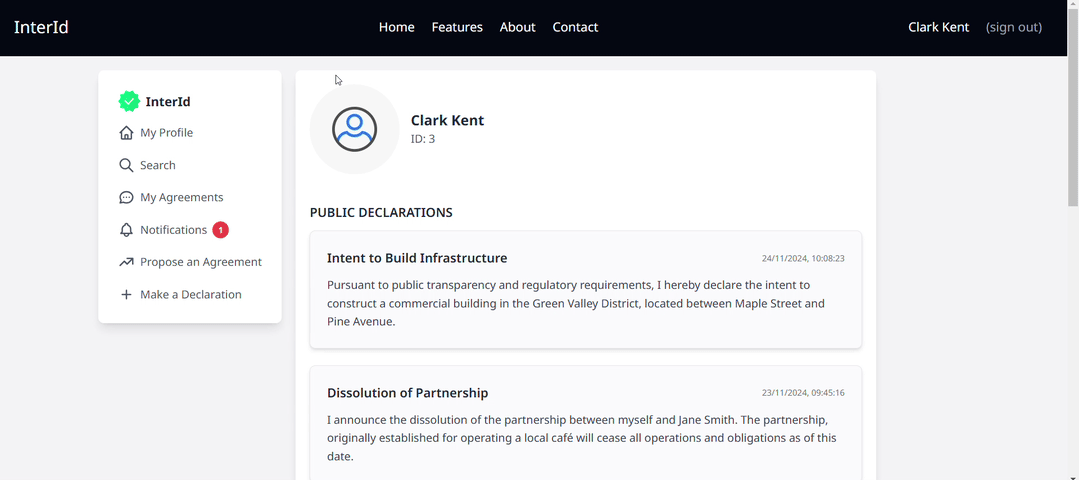 InterId
Home Features About Contact
Clark Kent (sign out)
InterId
My Profile
Search
My Agreements
Notifications 1
Propose an Agreement
Make a Declaration
Clark Kent
ID: 3
PUBLIC DECLARATIONS
Intent to Build Infrastructure 24/11/2024, 10:08:23
Pursuant to public transparency and regulatory requirements, I hereby declare the intent to
construct a commercial building in the Green Valley District, located between Maple Street and
Pine Avenue.
Dissolution of Partnership 23/11/2024, 09:45:16
I announce the dissolution of the partnership between myself and Jane Smith. The partnership,
originally established for operating a local café will cease all operations and obligations as of this
date.